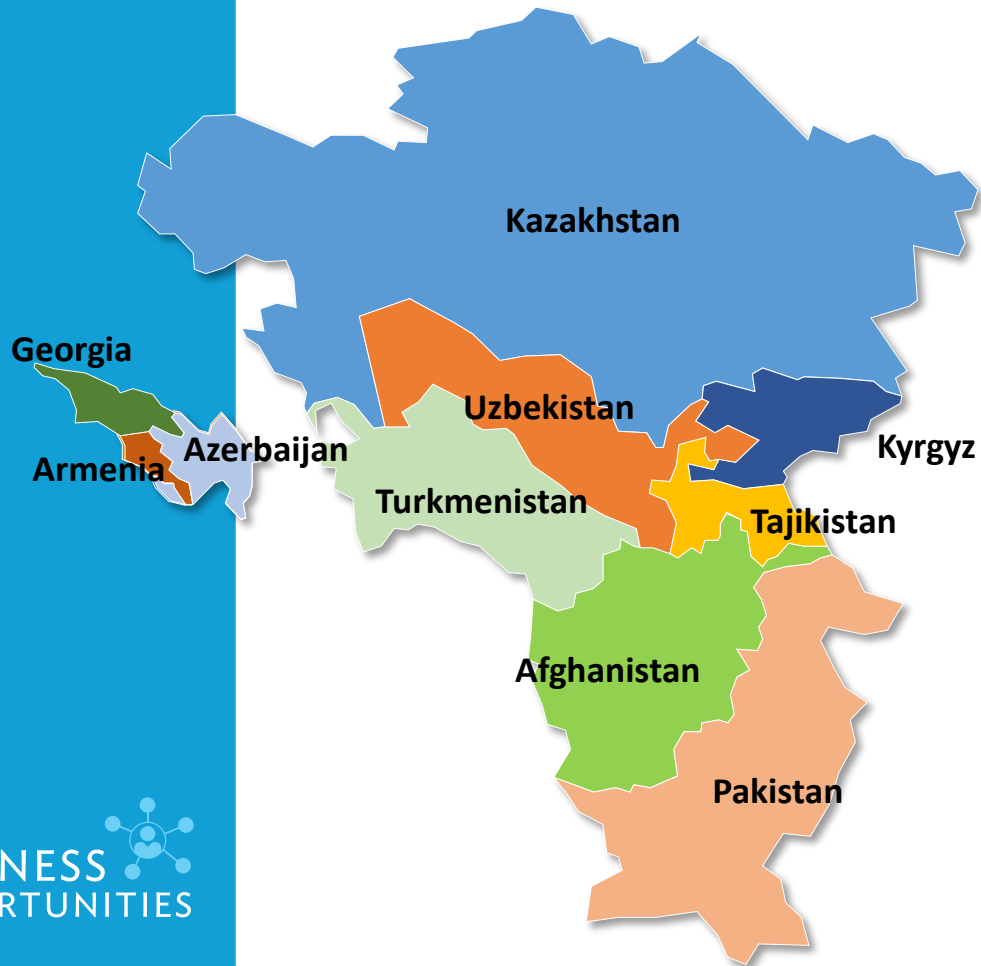 Kazakhstan
Georgia
Uzbekistan
Azerbaijan
Kyrgyz
Armenia
Turkmenistan
Tajikistan
Afghanistan
Pakistan
NESS
RTUNITIES